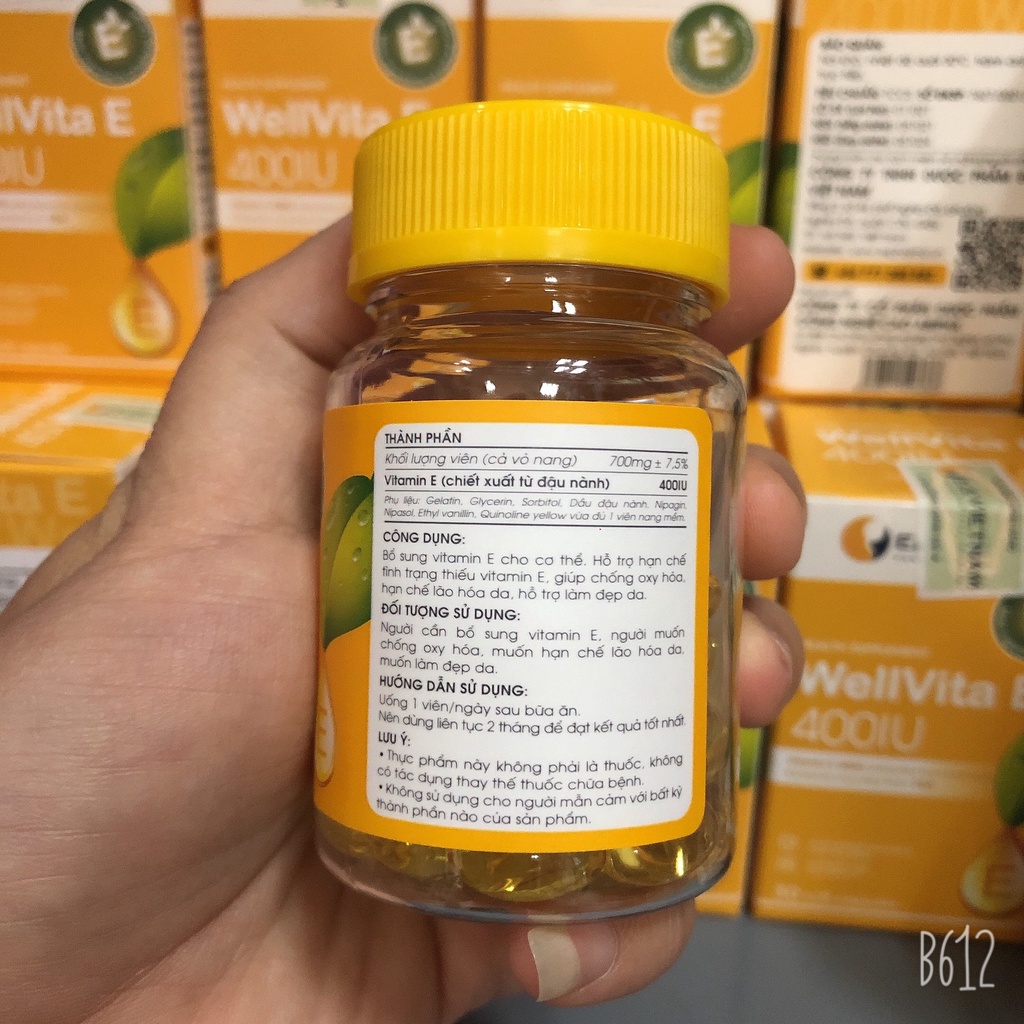 E
E
E
WellVita E
WellVita
400IU
BẢO QUẢN:
THÀNH PHẦN
Khối lượng viên (cả vỏ nang) 700mg ± 7,5%
Vitamin E (chiết xuất từ đậu nành) 400IU
Phụ liệu: Gelatin, Glycerin, Sorbitol, Dầu đậu nành, Nipagin,
Nipasol, Ethyl vanillin, Quinoline yellow vừa đủ 1 viên nang mềm.
CÔNG DỤNG:
Bổ sung vitamin E cho cơ thể. Hỗ trợ hạn chế
tình trạng thiếu vitamin E, giúp chống oxy hóa,
hạn chế lão hóa da, hỗ trợ làm đẹp da.
ĐỐI TƯỢNG SỬ DỤNG:
Người cần bổ sung vitamin E, người muốn
chống oxy hóa, muốn hạn chế lão hóa da,
muốn làm đẹp da.
HƯỚNG DẪN SỬ DỤNG:
Uống 1 viên/ngày sau bữa ăn.
Nên dùng liên tục 2 tháng để đạt kết quả tốt nhất.
LƯU Ý:
• Thực phẩm này không phải là thuốc, không
có tác dụng thay thế thuốc chữa bệnh.
• Không sử dụng cho người mẫn cảm với bất kỳ
thành phần nào của sản phẩm.
WellVita E
400IU
B612